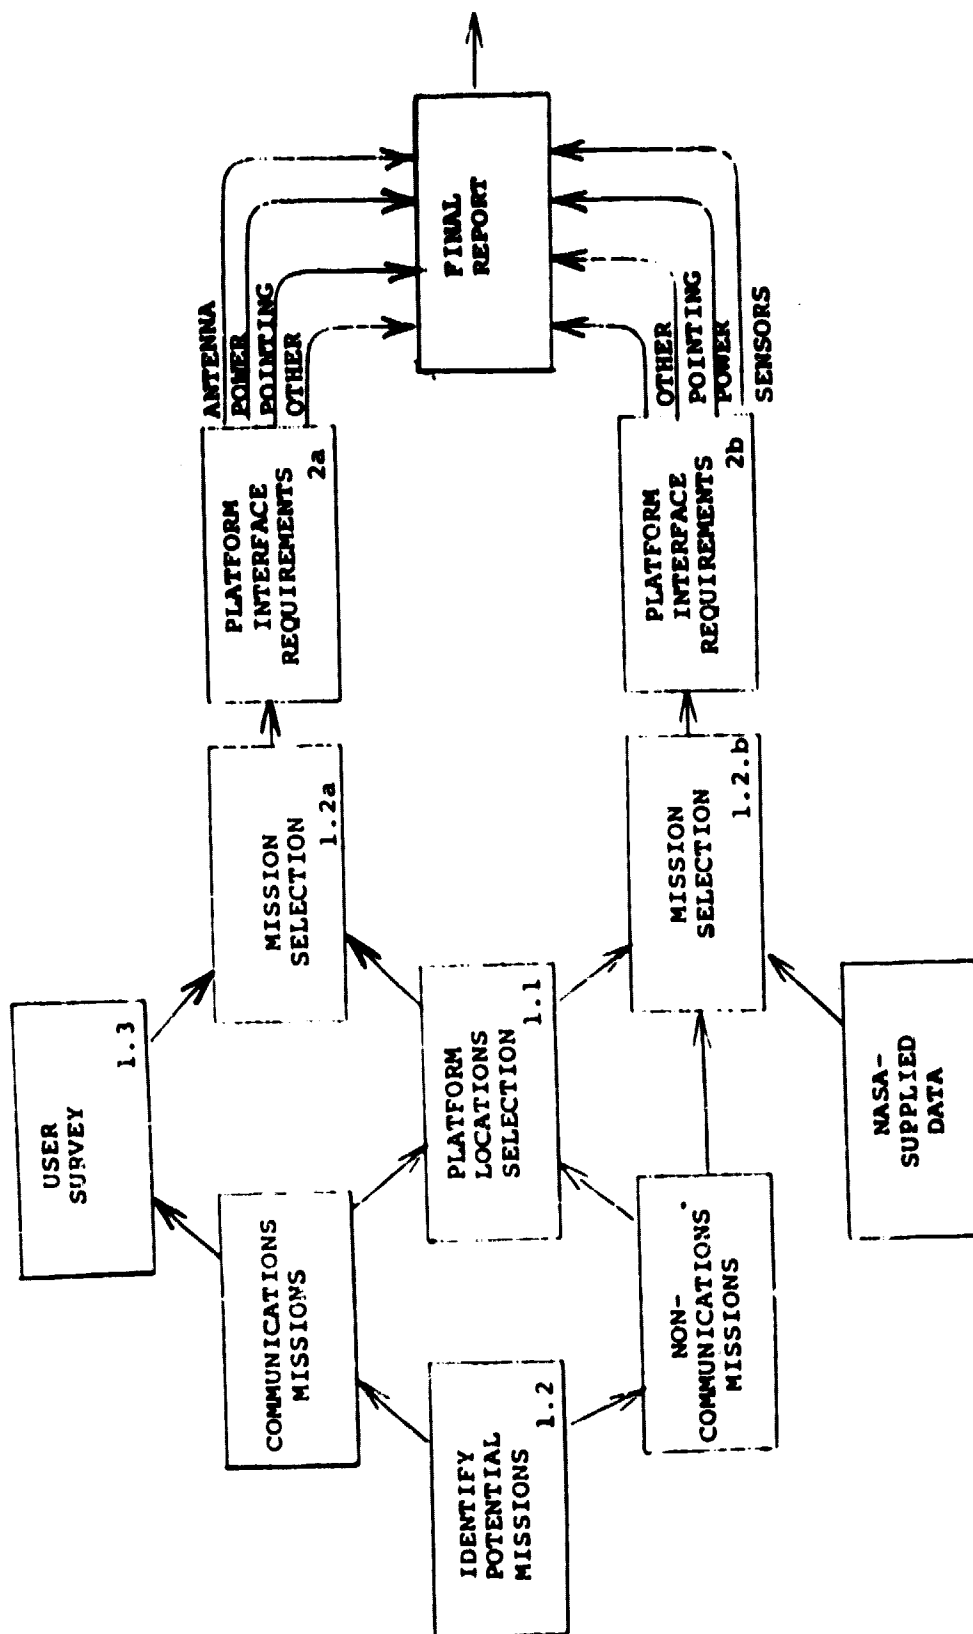 IDENTIFY
POTENTIAL
MISSIONS
1.2
COMMUNICATIONS
MISSIONS
NON-
COMMUNICATIONS
MISSIONS
USER
SURVEY
1.3
PLATFORM
LOCATIONS
SELECTION
1.1
NASA-
SUPPLIED
DATA
MISSION
SELECTION
1.2a
MISSION
SELECTION
1.2.b
PLATFORM
INTERFACE
REQUIREMENTS
2a
PLATFORM
INTERFACE
REQUIREMENTS
2b
ANTENNA
POWER
POINTING
OTHER
OTHER
POINTING
POWER
SENSORS
FINAL
REPORT